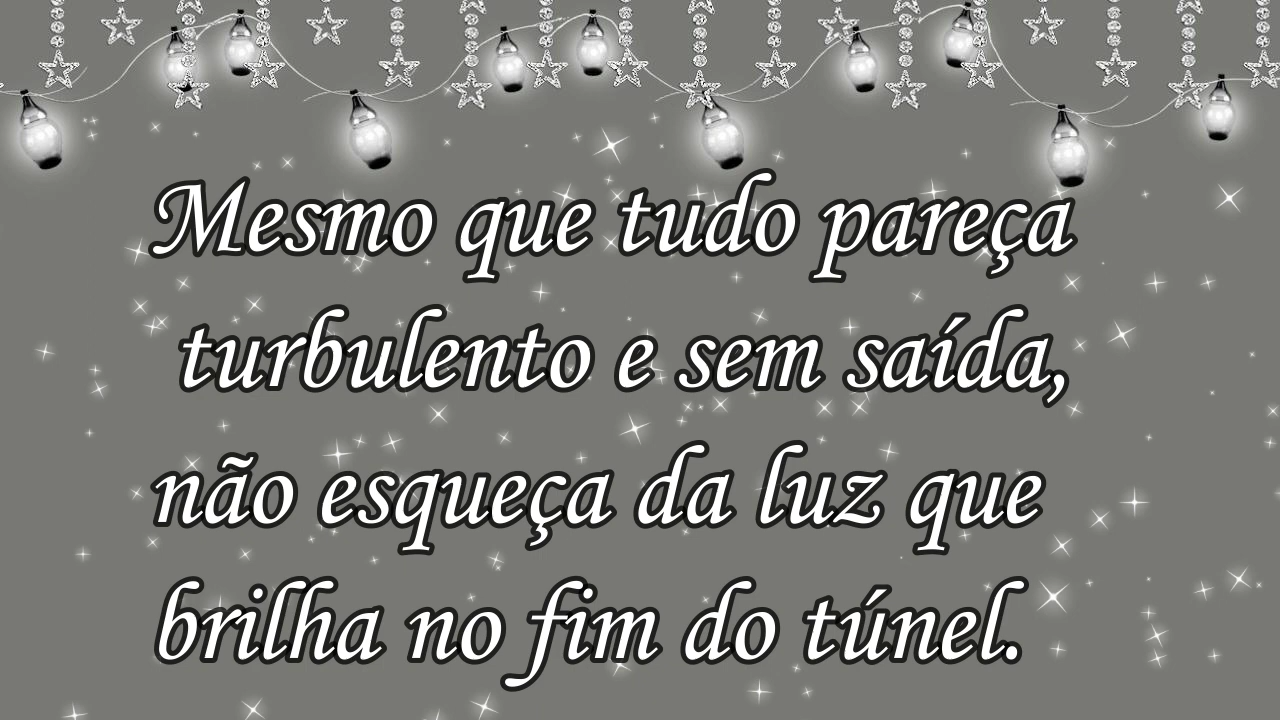 Mesmo que tudo pareça
turbulento e sem saída,
não esqueça da luz que
brilha no fim do túnel.